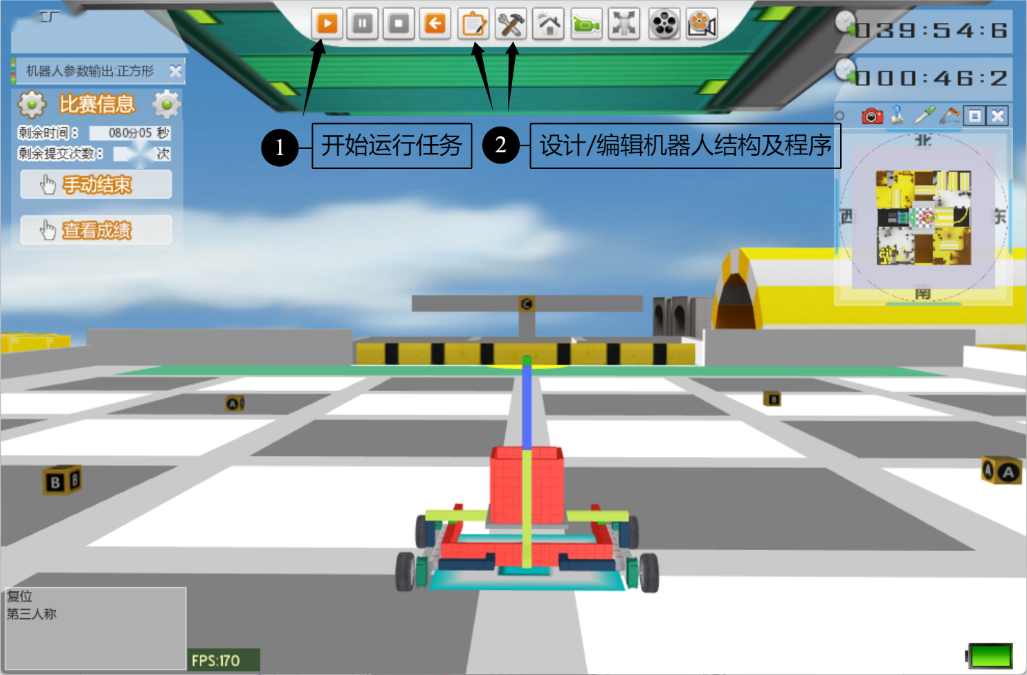 工厂
机器人参数输出:正方形
比赛信息
剩余时间: 080分05 秒
剩余提交次数: 次
手动结束
查看成绩
1
开始运行任务
2
设计/编辑机器人结构及程序
039:54:6
000:46:2
北
西
东
南
C
A
B
B
B
A
A
复位
第三人称
FPS:170